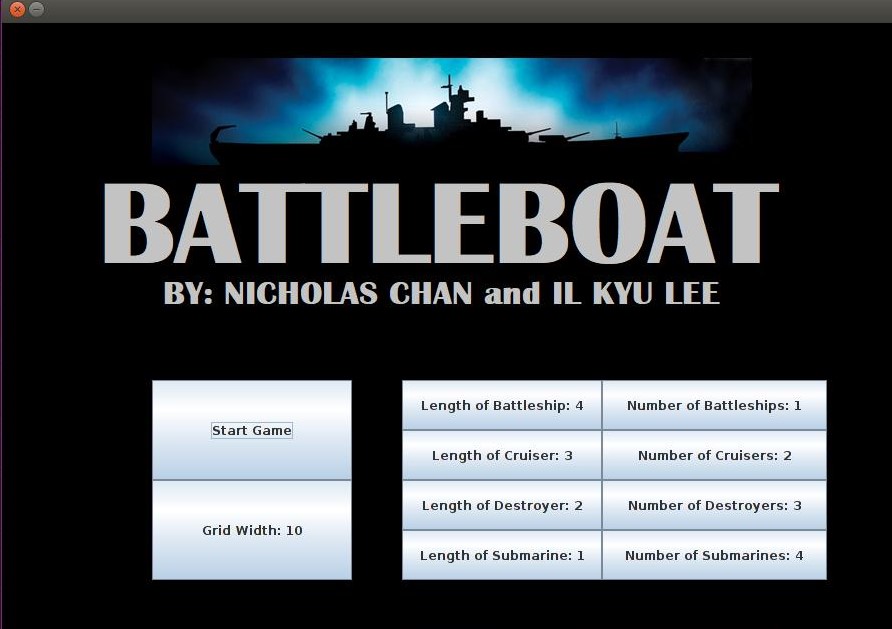 BATTLEBOAT
BY: NICHOLAS CHAN and IL KYU LEE
Start Game
Grid Width: 10
Length of Battleship: 4
Number of Battleships: 1
Length of Cruiser: 3
Number of Cruisers: 2
Length of Destroyer: 2
Number of Destroyers: 3
Length of Submarine: 1
Number of Submarines: 4